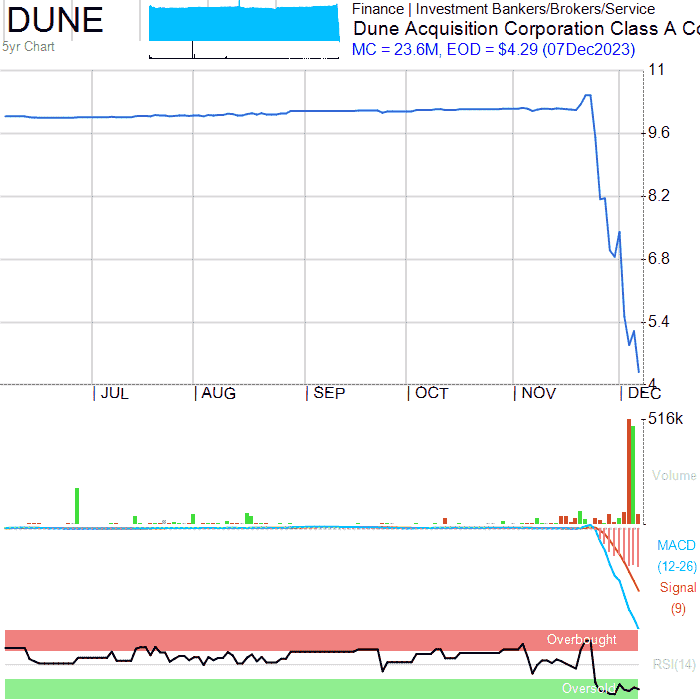 DUNE
5yr Chart
Finance | Investment Bankers/Brokers/Service
Dune Acquisition Corporation Class A Co
MC = 23.6M, EOD = $4.29 (07Dec2023)
11
9.6
8.2
6.8
5.4
4
JUL
AUG
SEP
OCT
NOV
DEC
516k
Volume
MACD
(12-26)
Signal
(9)
Overbought
RSI(14)
Oversold